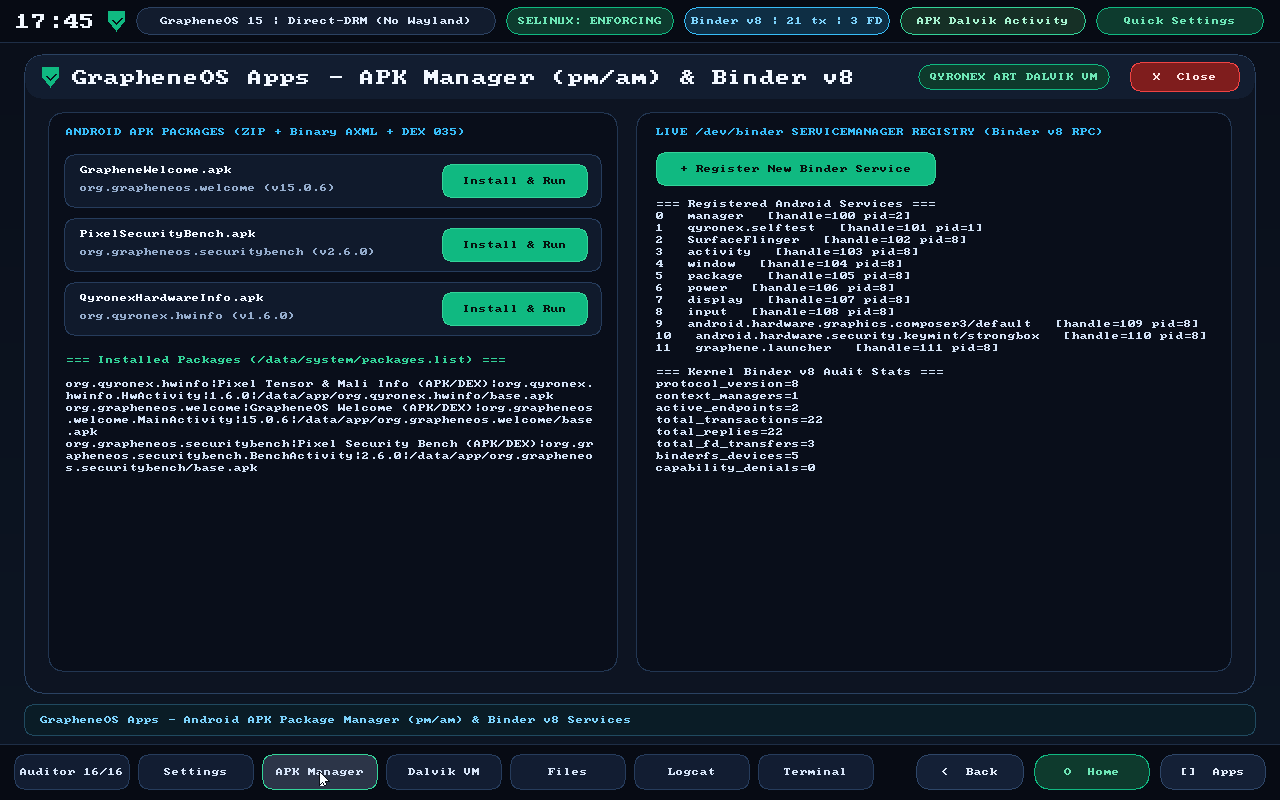 17:45
GrapheneOS 15 | Direct-DRM (No Wayland)
SELINUX: ENFORCING
Binder v8 | 21 tx | 3 FD
APK Dalvik Activity
Quick Settings
GrapheneOS Apps - APK Manager (pm/am) & Binder v8
QYRONEX ART DALVIK VM
X Close
ANDROID APK PACKAGES (ZIP + Binary AXML + DEX 035)
GrapheneWelcome.apk
org.grapheneos.welcome (v15.0.6)
Install & Run
PixelSecurityBench.apk
org.grapheneos.securitybench (v2.6.0)
Install & Run
QyronexHardwareInfo.apk
org.qyronex.hwinfo (v1.6.0)
Install & Run
=== Installed Packages (/data/system/packages.list) ===
org.qyronex.hwinfo|Pixel Tensor & Mali Info (APK/DEX)|org.qyronex.
hwinfo.HwActivity|1.6.0|/data/app/org.qyronex.hwinfo/base.apk
org.grapheneos.welcome|GrapheneOS Welcome (APK/DEX)|org.grapheneos
.welcome.MainActivity|15.0.6|/data/app/org.grapheneos.welcome/base
.apk
org.grapheneos.securitybench|Pixel Security Bench (APK/DEX)|org.gr
apheneos.securitybench.BenchActivity|2.6.0|/data/app/org.grapheneo
s.securitybench/base.apk
LIVE /dev/binder SERVICEMANAGER REGISTRY (Binder v8 RPC)
+ Register New Binder Service
=== Registered Android Services ===
0 manager [handle=100 pid=2]
1 qyronex.selftest [handle=101 pid=1]
2 SurfaceFlinger [handle=102 pid=8]
3 activity [handle=103 pid=8]
4 window [handle=104 pid=8]
5 package [handle=105 pid=8]
6 power [handle=106 pid=8]
7 display [handle=107 pid=8]
8 input [handle=108 pid=8]
9 android.hardware.graphics.composer3/default [handle=109 pid=8]
10 android.hardware.security.keymint/strongbox [handle=110 pid=8]
11 graphene.launcher [handle=111 pid=8]
=== Kernel Binder v8 Audit Stats ===
protocol_version=8
context_managers=1
active_endpoints=2
total_transactions=22
total_replies=22
total_fd_transfers=3
binderfs_devices=5
capability_denials=0
GrapheneOS Apps - Android APK Package Manager (pm/am) & Binder v8 Services
Auditor 16/16
Settings
APK Manager
Dalvik VM
Files
Logcat
Terminal
< Back
O Home
[] Apps